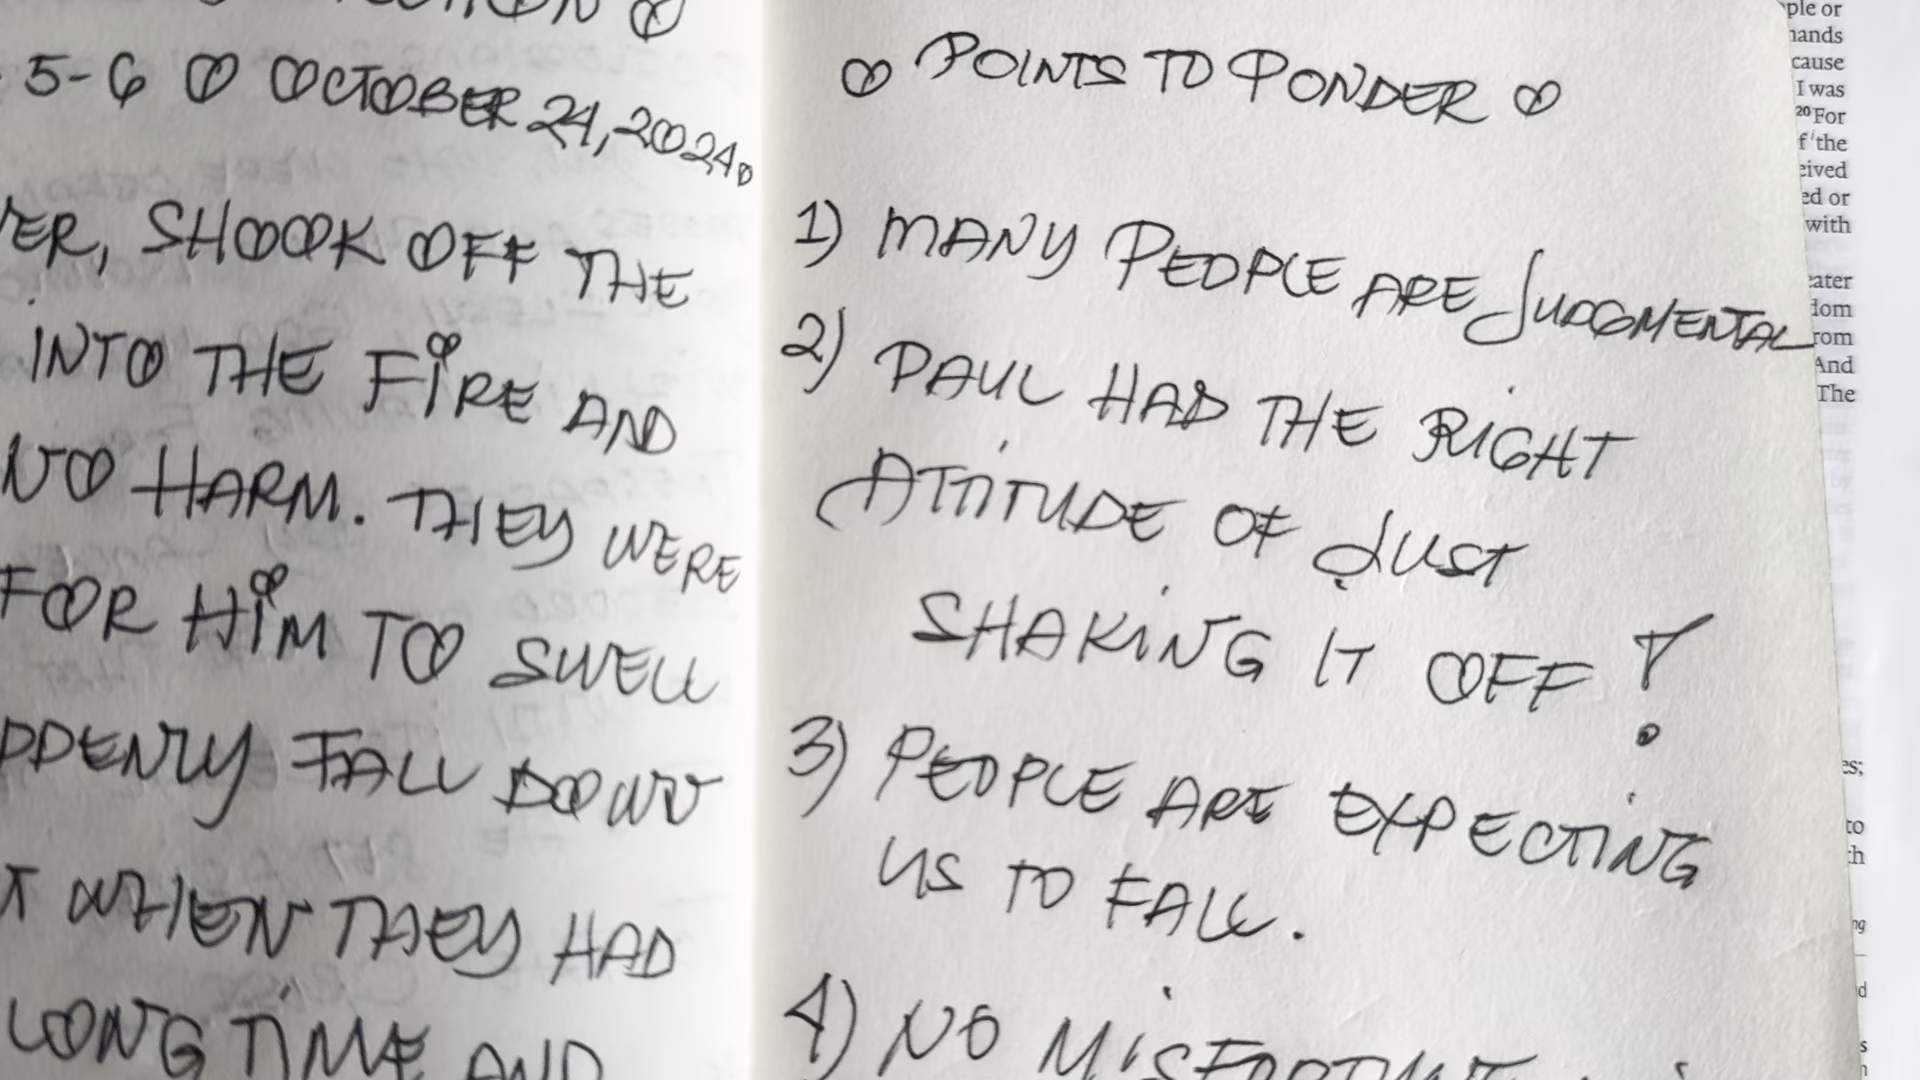 5-6 OCTOBER 24, 2024.
SHOOK OFF THE
INTO THE FIRE AND
NO HARM. THEY WERE
FOR HIM TO SWELL
FALL DOWN
WHEN THEY HAD
LONG TIME AND
POINTS TO PONDER
1) MANY PEOPLE ARE JUDGMENTAL
2) PAUL HAD THE RIGHT
ATTITUDE OF JUST
SHAKING IT OFF!
3) PEOPLE ARE EXPECTING
US TO FALL.
4) NO
ple or
hands
cause
I was
20 For
f i the
eived
ed or
with
eater
dom
rom
And
The
es;
to